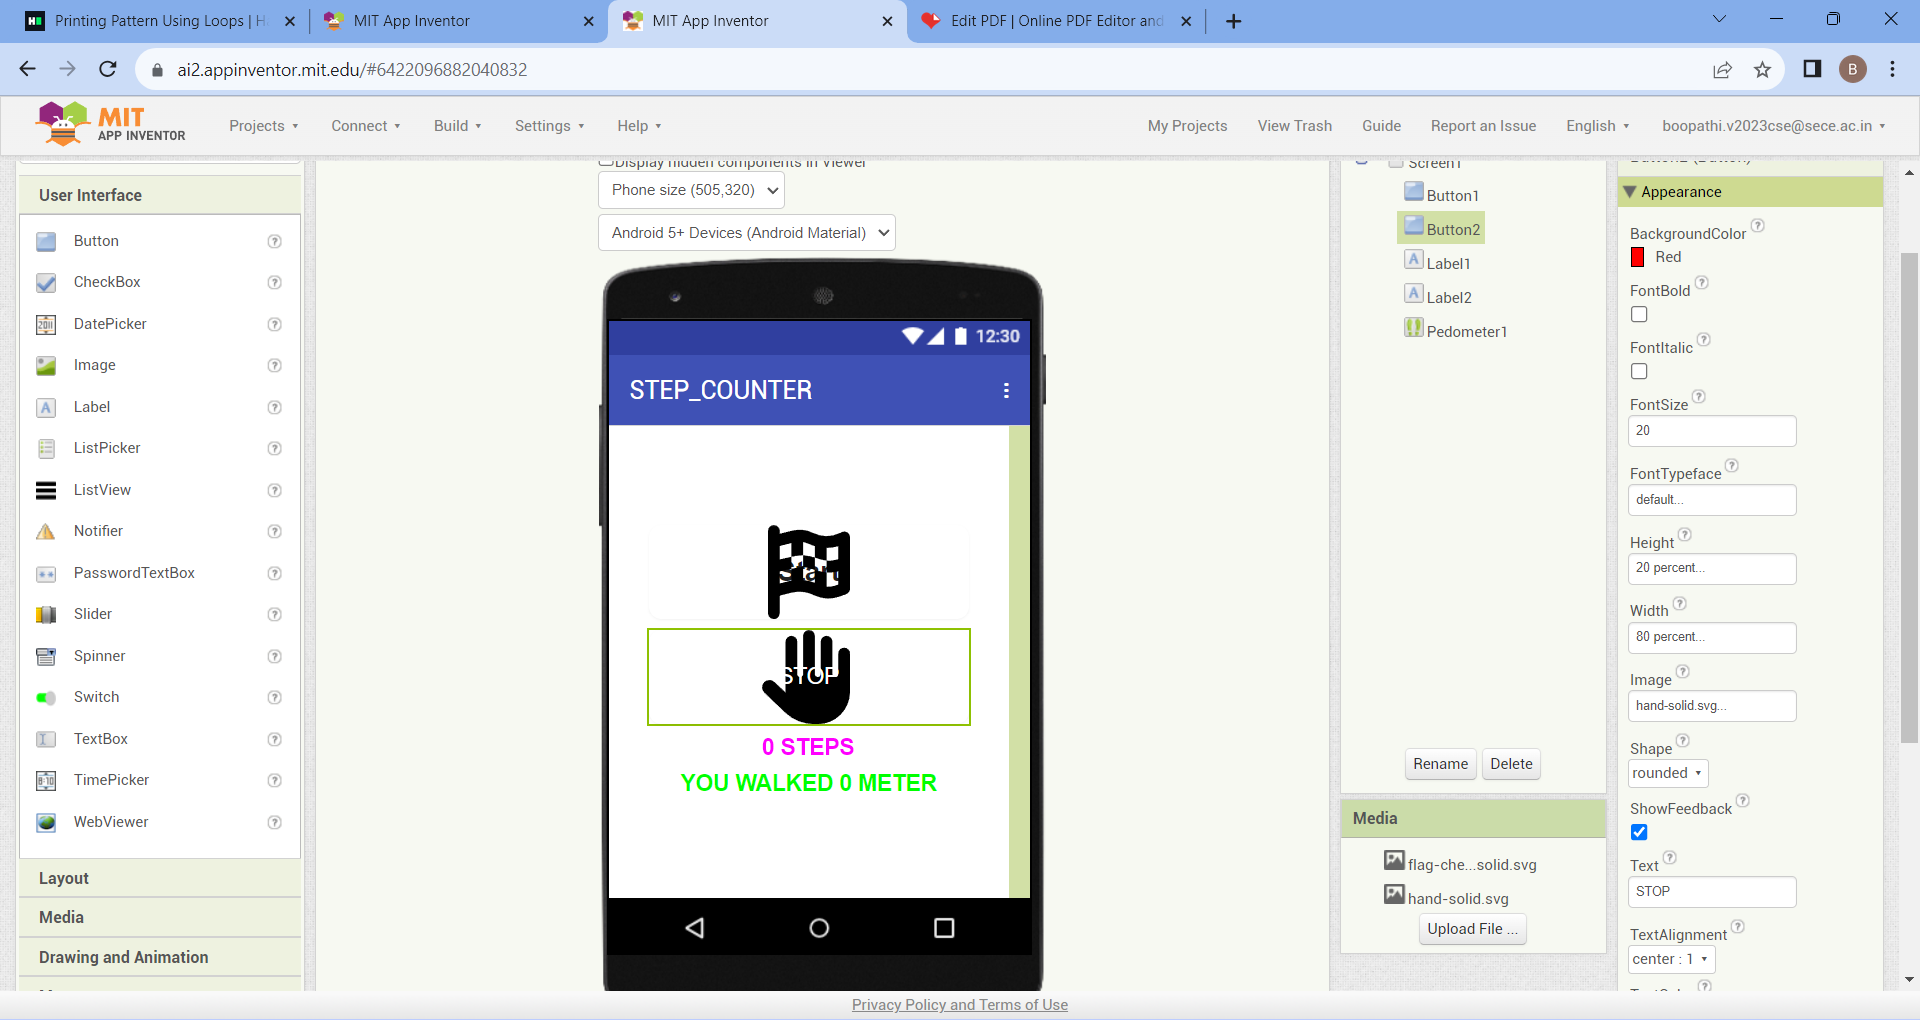 Printing Pattern Using Loops | H
MIT App Inventor
MIT App Inventor
Edit PDF | Online PDF Editor and
ai2.appinventor.mit.edu/#6422096882040832
B
MIT
APP INVENTOR
Projects
Connect
Build
Settings
Help
My Projects
View Trash
Guide
Report an Issue
English
boopathi.v2023cse@sece.ac.in
Display hidden components in Viewer
Phone size (505,320)
Android 5+ Devices (Android Material)
User Interface
Button
CheckBox
DatePicker
Image
Label
ListPicker
ListView
Notifier
PasswordTextBox
Slider
Spinner
Switch
TextBox
TimePicker
WebViewer
Layout
Media
Drawing and Animation
12:30
STEP_COUNTER
Start
STOP
0 STEPS
YOU WALKED 0 METER
Screen1
Button1
Button2
Label1
Label2
Pedometer1
Rename
Delete
Media
flag-che...solid.svg
hand-solid.svg
Upload File ...
Button2 (Button)
Appearance
BackgroundColor
Red
FontBold
FontItalic
FontSize
20
FontTypeface
default...
Height
20 percent...
Width
80 percent...
Image
hand-solid.svg...
Shape
rounded
ShowFeedback
Text
STOP
TextAlignment
center : 1
Privacy Policy and Terms of Use